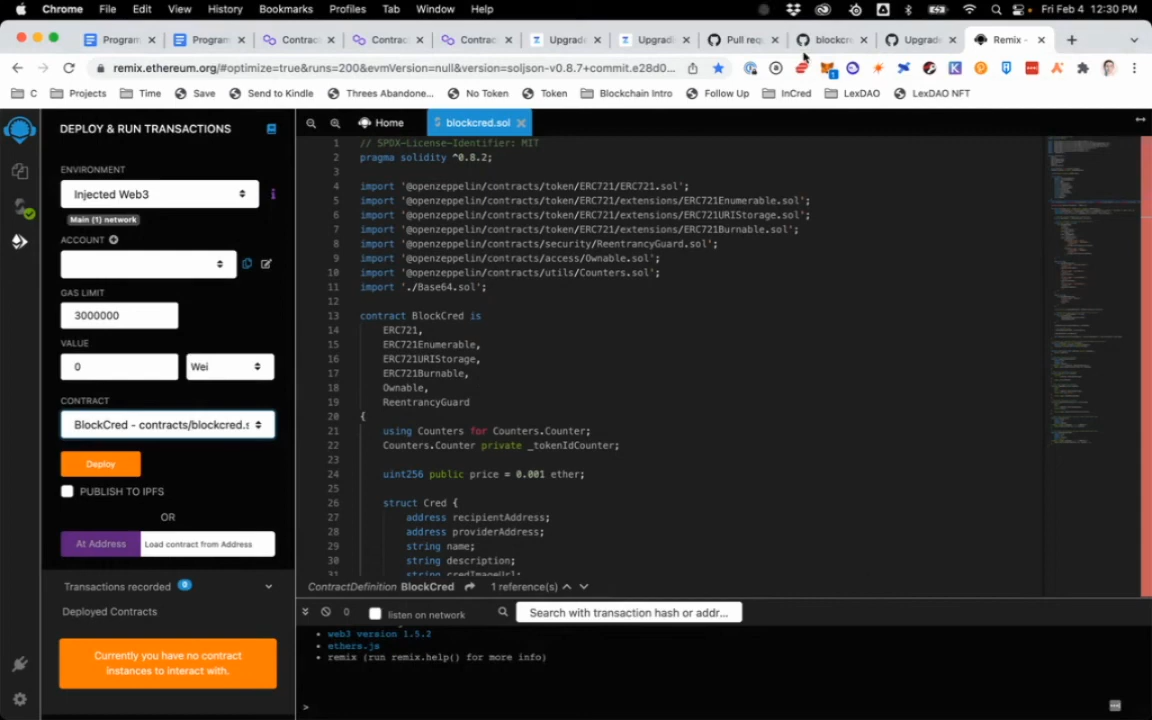 Chrome File Edit View History Bookmarks Profiles Tab Window Help Fri Feb 4 12:30 PM
Program Program Contrac Contrac Contrac Upgrade Upgradi Pull req blockcr Upgrade Remix -
remix.ethereum.org/#optimize=true&runs=200&evmVersion=null&version=soljson-v0.8.7+commit.e28d0...
C Projects Time Save Send to Kindle Threes Abandone... No Token Token Blockchain Intro Follow Up InCred LexDAO LexDAO NFT
DEPLOY & RUN TRANSACTIONS
ENVIRONMENT
Injected Web3
Main (1) network
ACCOUNT
GAS LIMIT
3000000
VALUE
0 Wei
CONTRACT
BlockCred - contracts/blockcred.s
Deploy
PUBLISH TO IPFS
OR
At Address Load contract from Address
Transactions recorded 0
Deployed Contracts
Currently you have no contract
instances to interact with.
Home blockcred.sol
1 // SPDX-License-Identifier: MIT
2 pragma solidity ^0.8.2;
3
4 import '@openzeppelin/contracts/token/ERC721/ERC721.sol';
5 import '@openzeppelin/contracts/token/ERC721/extensions/ERC721Enumerable.sol';
6 import '@openzeppelin/contracts/token/ERC721/extensions/ERC721URIStorage.sol';
7 import '@openzeppelin/contracts/token/ERC721/extensions/ERC721Burnable.sol';
8 import '@openzeppelin/contracts/security/ReentrancyGuard.sol';
9 import '@openzeppelin/contracts/access/Ownable.sol';
10 import '@openzeppelin/contracts/utils/Counters.sol';
11 import './Base64.sol';
12
13 contract BlockCred is
14 ERC721,
15 ERC721Enumerable,
16 ERC721URIStorage,
17 ERC721Burnable,
18 Ownable,
19 ReentrancyGuard
20 {
21 using Counters for Counters.Counter;
22 Counters.Counter private _tokenIdCounter;
23
24 uint256 public price = 0.001 ether;
25
26 struct Cred {
27 address recipientAddress;
28 address providerAddress;
29 string name;
30 string description;
31 string credImageUrl;
ContractDefinition BlockCred 1 reference(s)
0 listen on network Search with transaction hash or addr...
web3 version 1.5.2
ethers.js
remix (run remix.help() for more info)
>